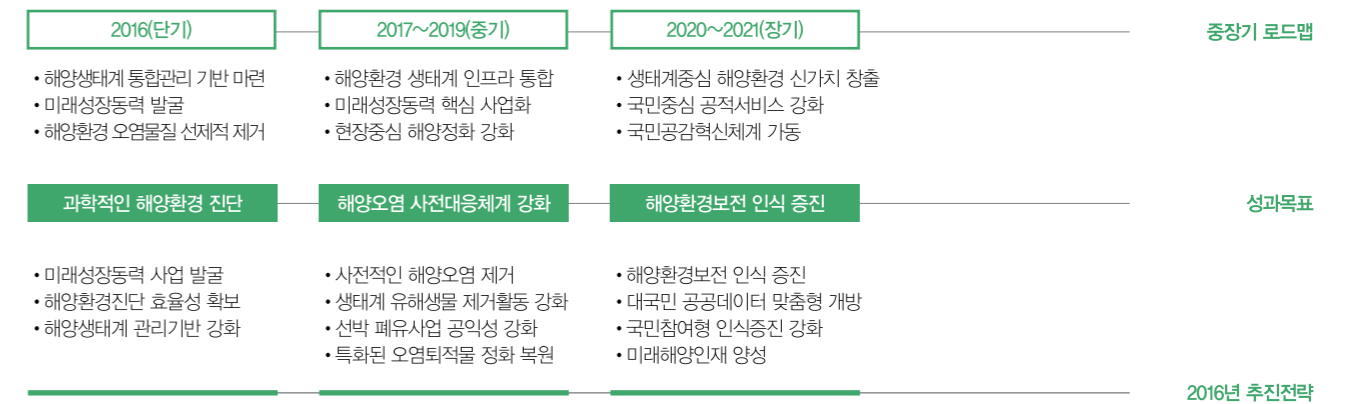 2016(단기)
2017~2019(중기)
2020~2021(장기)
중장기 로드맵
• 해양생태계 통합관리 기반 마련
• 미래성장동력 발굴
• 해양환경 오염물질 선제적 제거
• 해양환경 생태계 인프라 통합
• 미래성장동력 핵심 사업화
• 현장중심 해양정화 강화
• 생태계중심 해양환경 신가치 창출
• 국민중심 공적서비스 강화
• 국민공감혁신체계 가동
과학적인 해양환경 진단
해양오염 사전대응체계 강화
해양환경보전 인식 증진
성과목표
• 미래성장동력 사업 발굴
• 해양환경진단 효율성 확보
• 해양생태계 관리기반 강화
• 사전적인 해양오염 제거
• 생태계 유해생물 제거활동 강화
• 선박 폐유사업 공익성 강화
• 특화된 오염퇴적물 정화 복원
• 해양환경보전 인식 증진
• 대국민 공공데이터 맞춤형 개방
• 국민참여형 인식증진 강화
• 미래해양인재 양성
2016년 추진전략